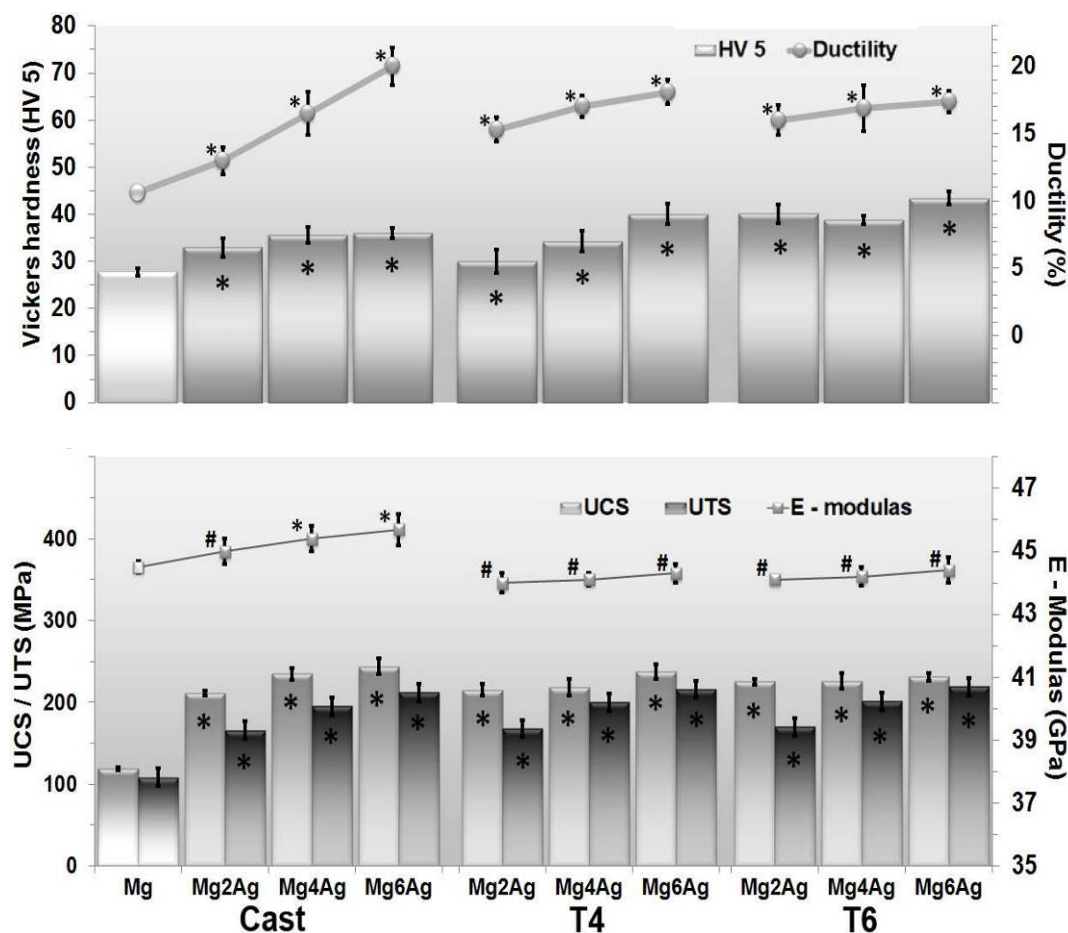 80
70
60
50
40
30
20
10
0
Vickers hardness (HV 5)
HV 5 Ductility
20
15
10
5
0
Ductility (%)
* * *
* * *
* * *
* * *
* * *
* * *
400
300
200
100
0
UCS / UTS (MPa)
UCS UTS E - modulas
47
45
43
41
39
37
35
E - Modulas (GPa)
# * *
# # #
# # #
* * * * * *
* * * * * *
* * * * * *
Mg Mg2Ag Mg4Ag Mg6Ag Mg2Ag Mg4Ag Mg6Ag Mg2Ag Mg4Ag Mg6Ag
Cast T4 T6